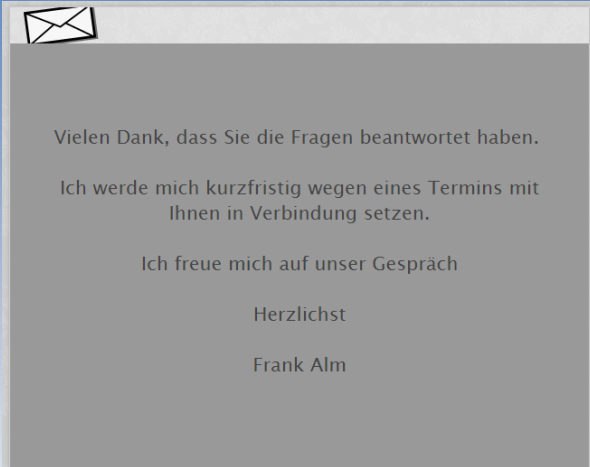 Vielen Dank, dass Sie die Fragen beantwortet haben.
Ich werde mich kurzfristig wegen eines Termins mit
Ihnen in Verbindung setzen.
Ich freue mich auf unser Gespräch
Herzlichst
Frank Alm